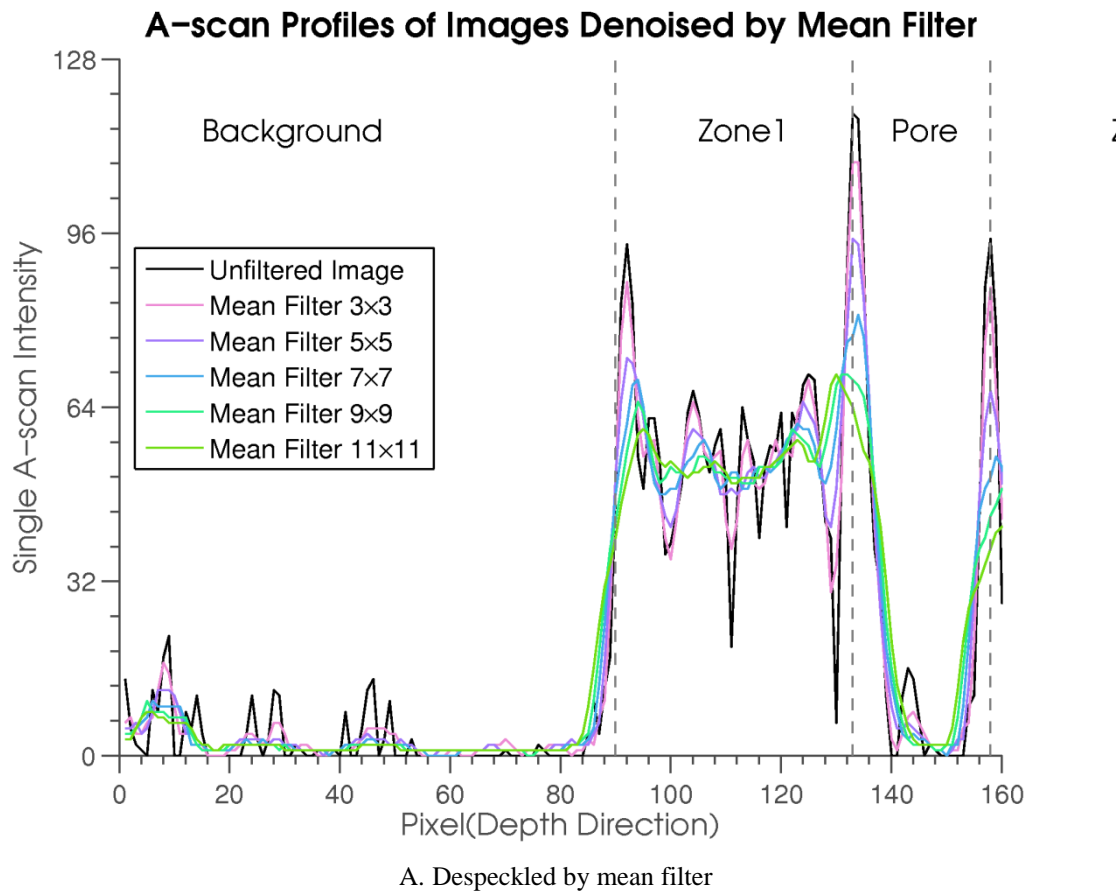 A-scan Profiles of Images Denoised by Mean Filter
128
Background
Zone1
Pore
Z
96
Unfiltered Image
Mean Filter 3×3
Mean Filter 5×5
Mean Filter 7×7
Mean Filter 9×9
Mean Filter 11×11
Single A-scan Intensity
64
32
0
0 20 40 60 80 100 120 140 160
Pixel(Depth Direction)
A. Despeckled by mean filter